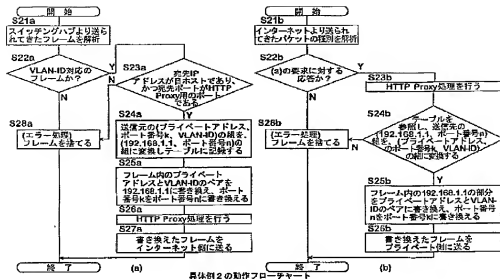 開 始
S21a
スイッチングハブより送ら
れてきたフレームを解析
S22a
VLAN-ID対応の
フレームか?
Y
N
S23a
宛先IP
アドレスが自ホストであり、か
つ宛先ポートがHTTP
Proxy用のポート
である
N
Y
S28a
(エラー処理)
フレームを捨てる
S24a
送信元の(プライベートアドレス、
ポート番号k、VLAN-ID)の組を、
(192.168.1.1、ポート番号n)の組
に変換しテーブルに記録する
S25a
フレーム内のプライベート
アドレスとVLAN-IDのペアを
192.168.1.1に書き換え、ポート番
号kをポート番号nに書き換える
S26a
HTTP Proxy処理を行う
S27a
書き換えたフレームを
インターネット側に送る
終 了
(a)
開 始
S21b
インターネットより送られ
てきたパケットの種別を解析
S22b
(a)の要求に対する
応答か?
Y
N
S23b
HTTP Proxy処理を行う
S24b
テーブルを
参照し、送信先の
(192.168.1.1、ポート番号n)
組を、(プライベートアドレス、
のポート番号k、VLAN-ID)
の組に変換する
N
Y
S26b
(エラー処理)
フレームを捨てる
S25b
フレーム内の192.168.1.1の部分
をプライベートアドレスとVLAN-
IDのペアに書き換え、ポート番号
nをポート番号kに書き換える
S25b
書き換えたフレームを
プライベート側に送る
終 了
(b)
具体例2の動作フローチャート